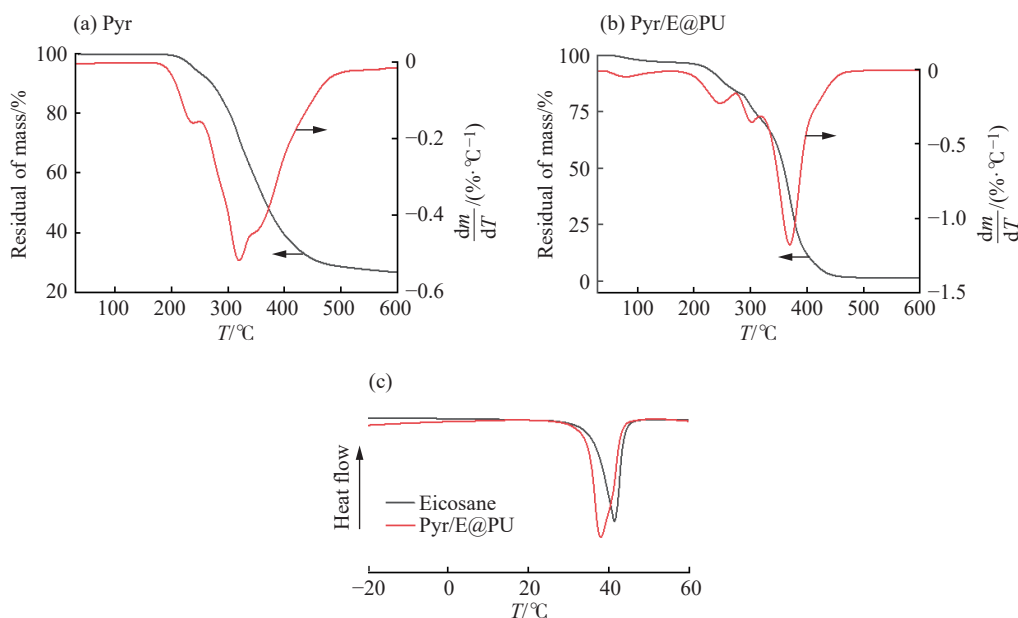 (a) Pyr
100
80
60
40
20
Residual of mass/%
0
−0.2
−0.4
−0.6
dm/dT/(%·℃⁻¹)
100 200 300 400 500 600
T/℃
(b) Pyr/E@PU
100
75
50
25
0
Residual of mass/%
0
−0.5
−1.0
−1.5
dm/dT/(%·℃⁻¹)
100 200 300 400 500 600
T/℃
(c)
Heat flow
Eicosane
Pyr/E@PU
−20 0 20 40 60
T/℃